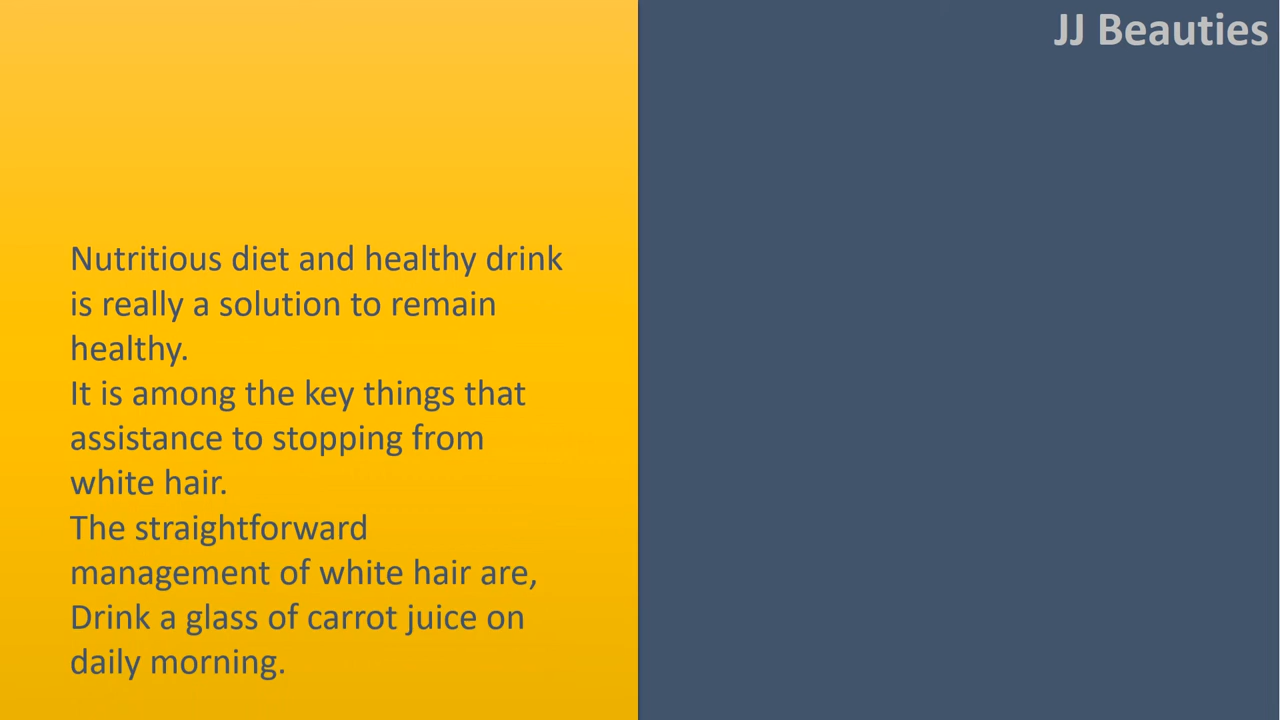 JJ Beauties
Nutritious diet and healthy drink
is really a solution to remain
healthy.
It is among the key things that
assistance to stopping from
white hair.
The straightforward
management of white hair are,
Drink a glass of carrot juice on
daily morning.